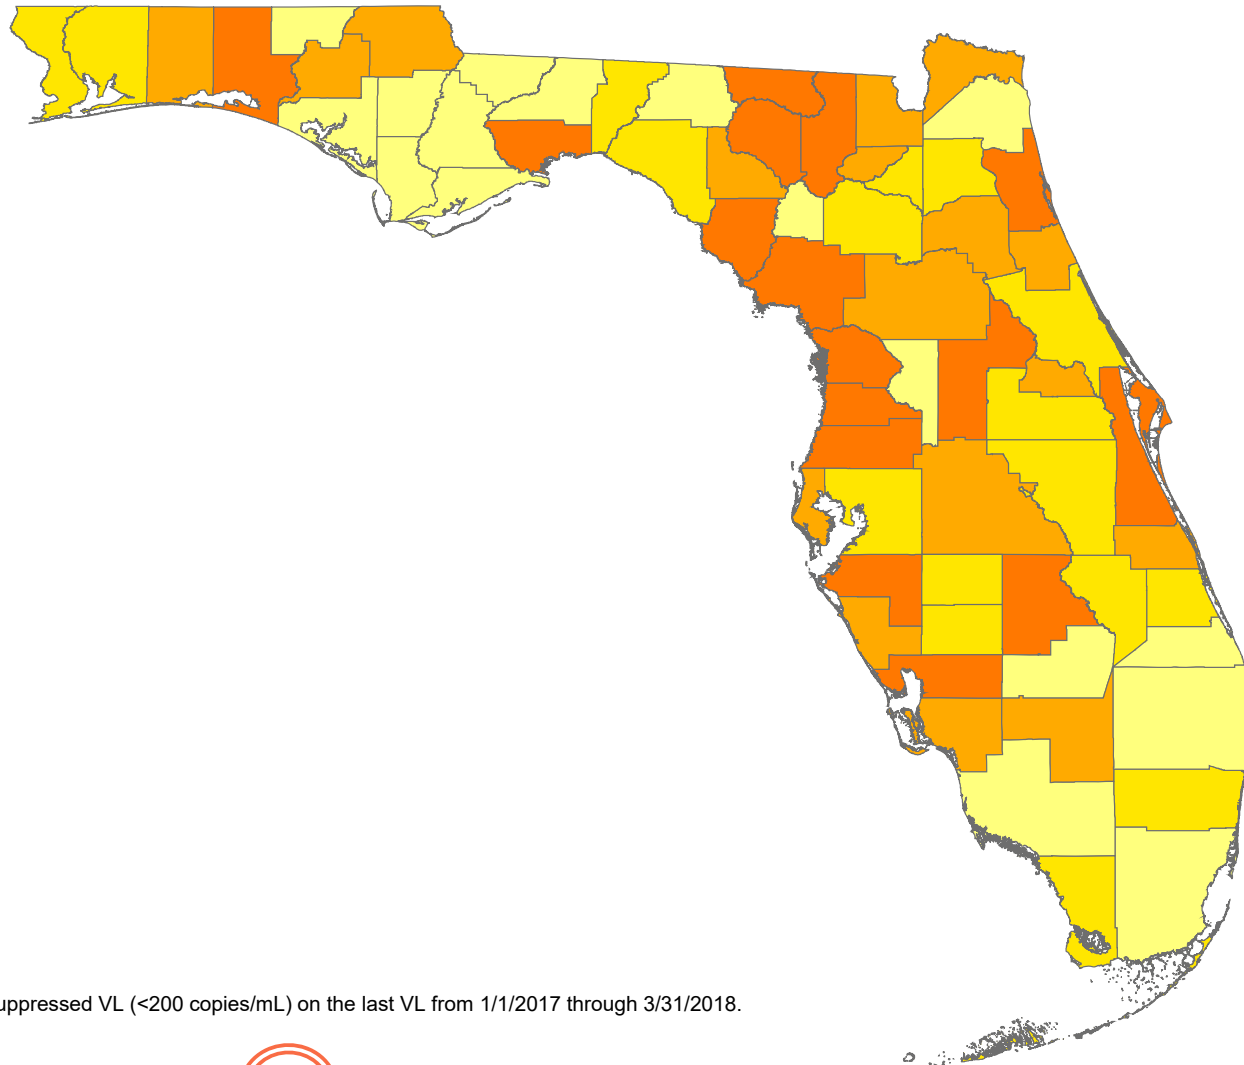 uppressed VL (<200 copies/mL) on the last VL from 1/1/2017 through 3/31/2018.